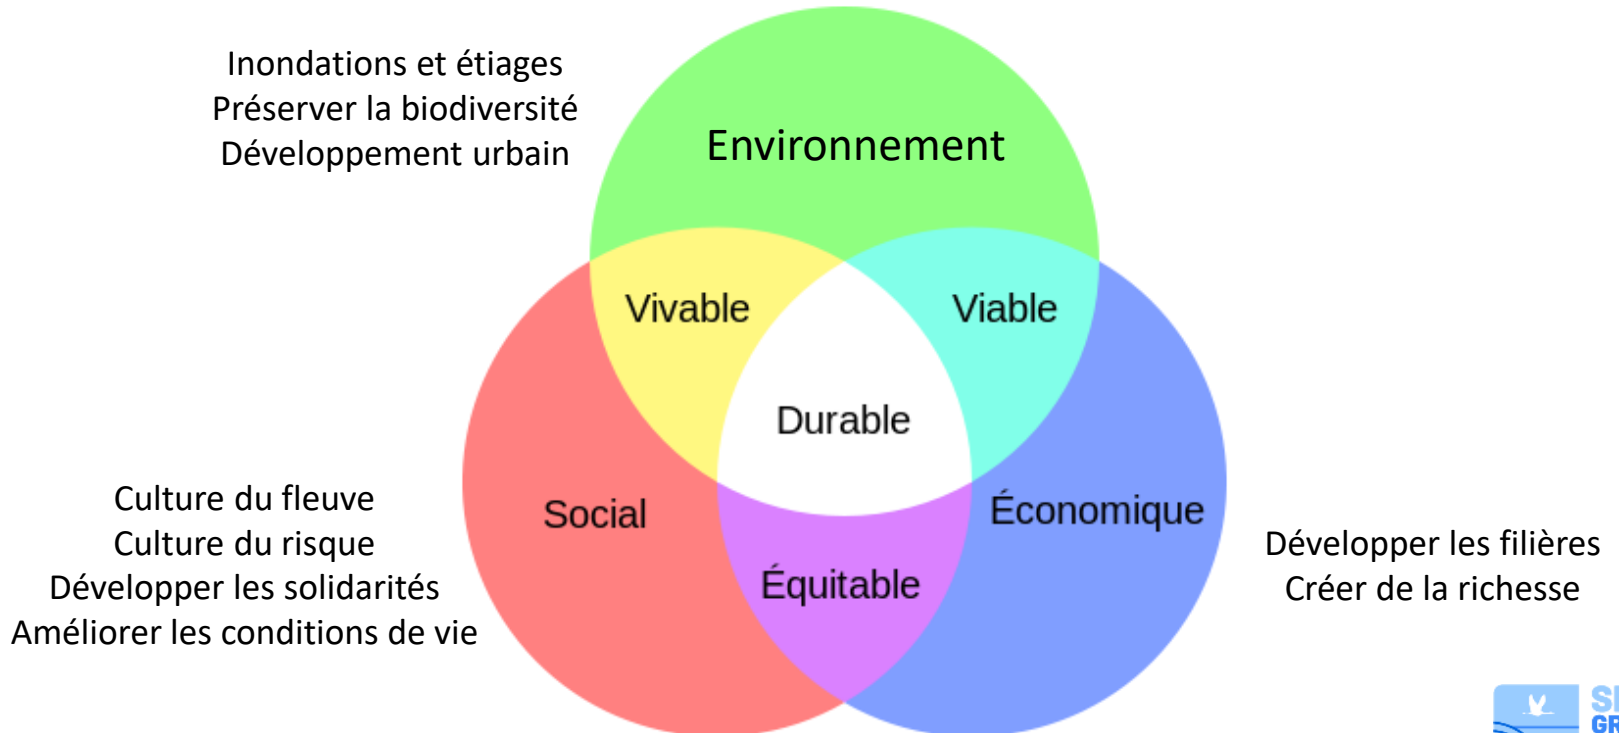 Inondations et étiages
Préserver la biodiversité
Développement urbain
Environnement
Vivable
Viable
Durable
Social
Économique
Équitable
Culture du fleuve
Culture du risque
Développer les solidarités
Améliorer les conditions de vie
Développer les filières
Créer de la richesse